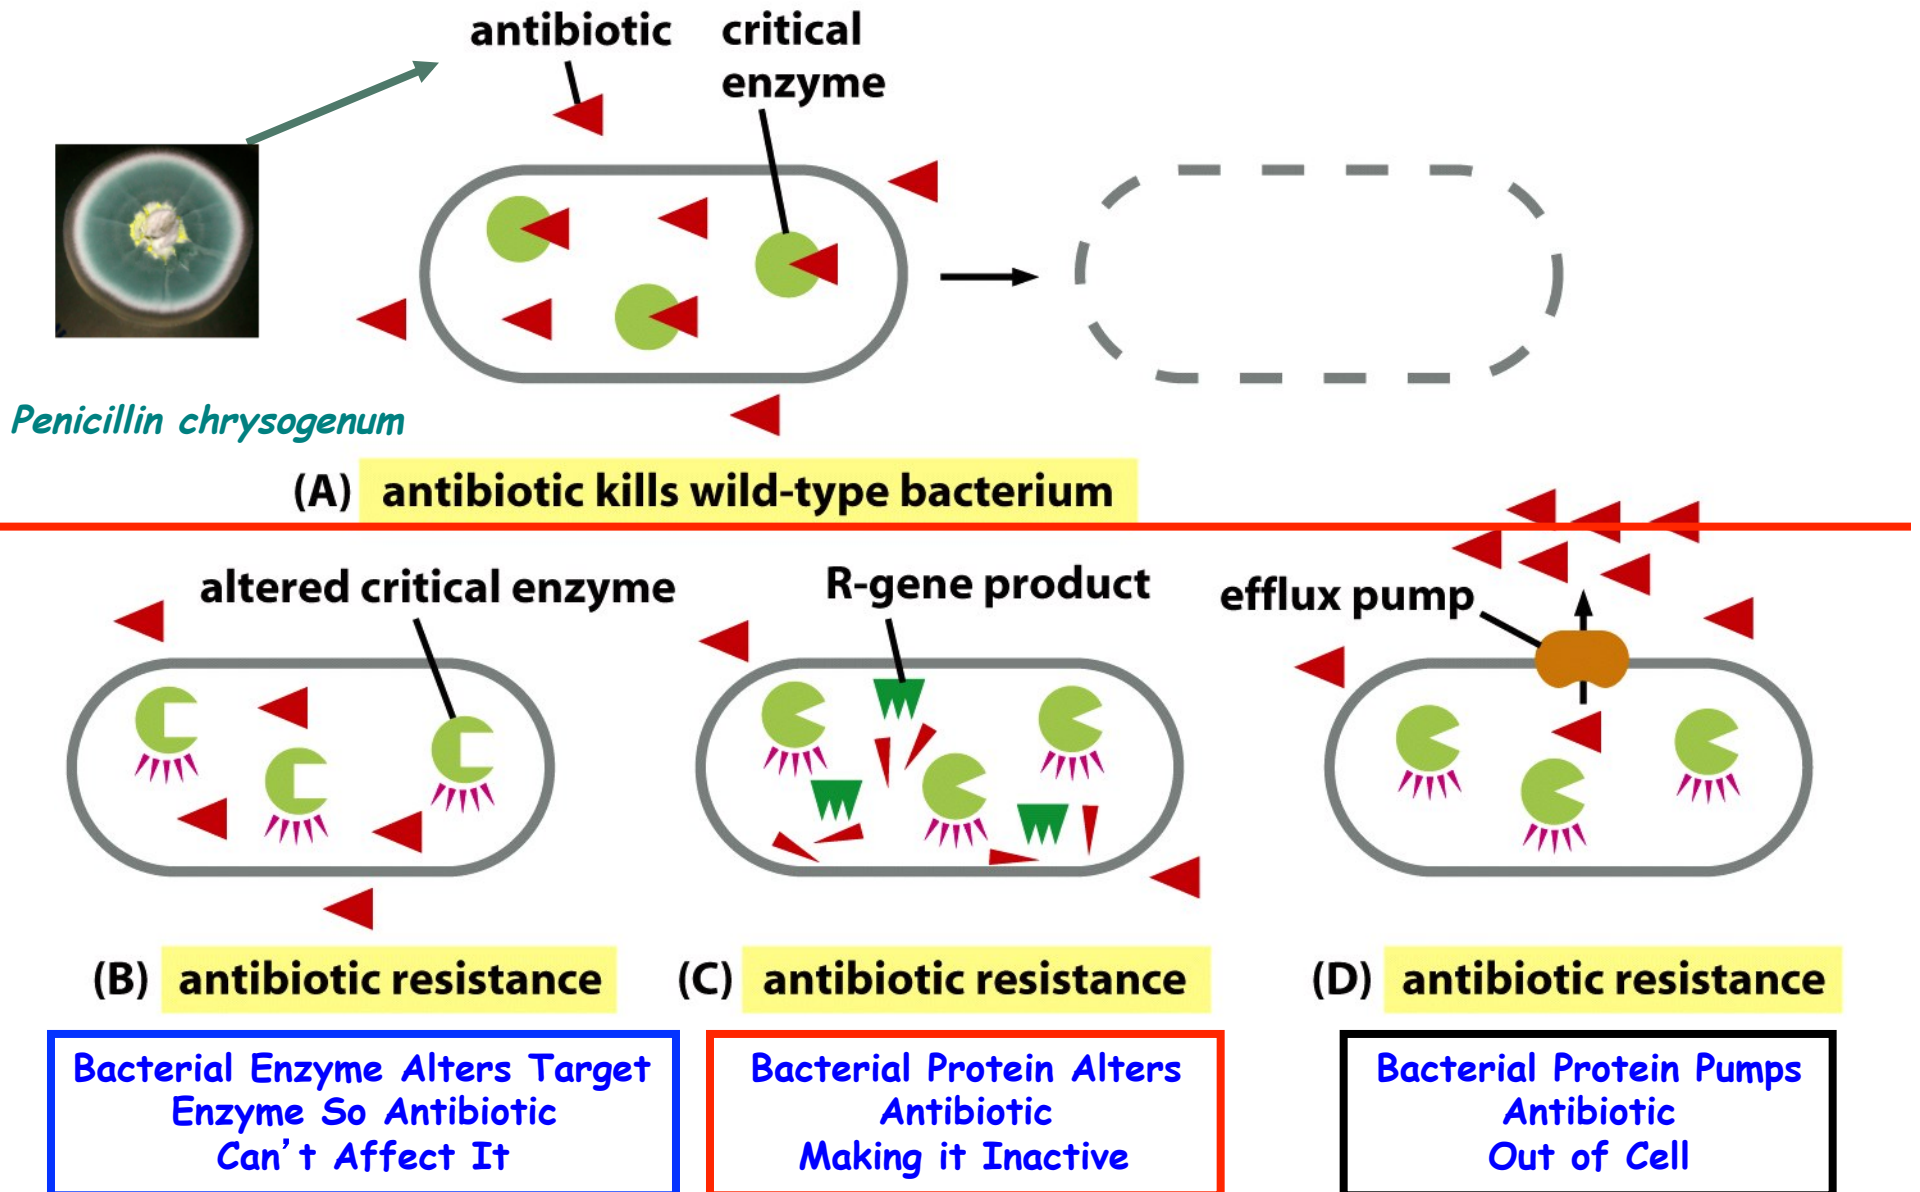 antibiotic
critical
enzyme
Penicillin chrysogenum
(A) antibiotic kills wild-type bacterium
altered critical enzyme
R-gene product
efflux pump
(B) antibiotic resistance
(C) antibiotic resistance
(D) antibiotic resistance
Bacterial Enzyme Alters Target
Enzyme So Antibiotic
Can't Affect It
Bacterial Protein Alters
Antibiotic
Making it Inactive
Bacterial Protein Pumps
Antibiotic
Out of Cell